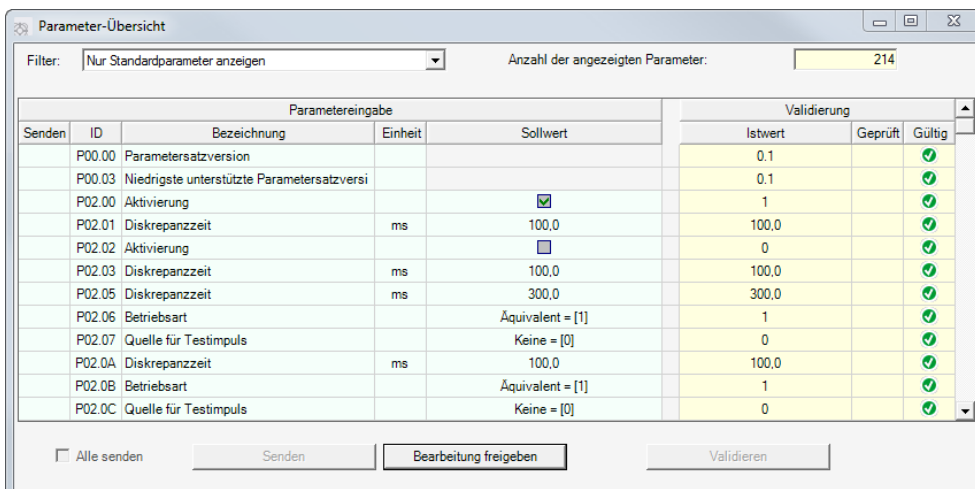 Parameter-Übersicht
Filter: Nur Standardparameter anzeigen Anzahl der angezeigten Parameter: 214
Parametereingabe Validierung
Senden ID Bezeichnung Einheit Sollwert Istwert Geprüft Gültig
P00.00 Parametersatzversion 0.1
P00.03 Niedrigste unterstützte Parametersatzversi 0.1
P02.00 Aktivierung 1
P02.01 Diskrepanzzeit ms 100,0 100,0
P02.02 Aktivierung 0
P02.03 Diskrepanzzeit ms 100,0 100,0
P02.05 Diskrepanzzeit ms 300,0 300,0
P02.06 Betriebsart Äquivalent = [1] 1
P02.07 Quelle für Testimpuls Keine = [0] 0
P02.0A Diskrepanzzeit ms 100,0 100,0
P02.0B Betriebsart Äquivalent = [1] 1
P02.0C Quelle für Testimpuls Keine = [0] 0
Alle senden Senden Bearbeitung freigeben Validieren